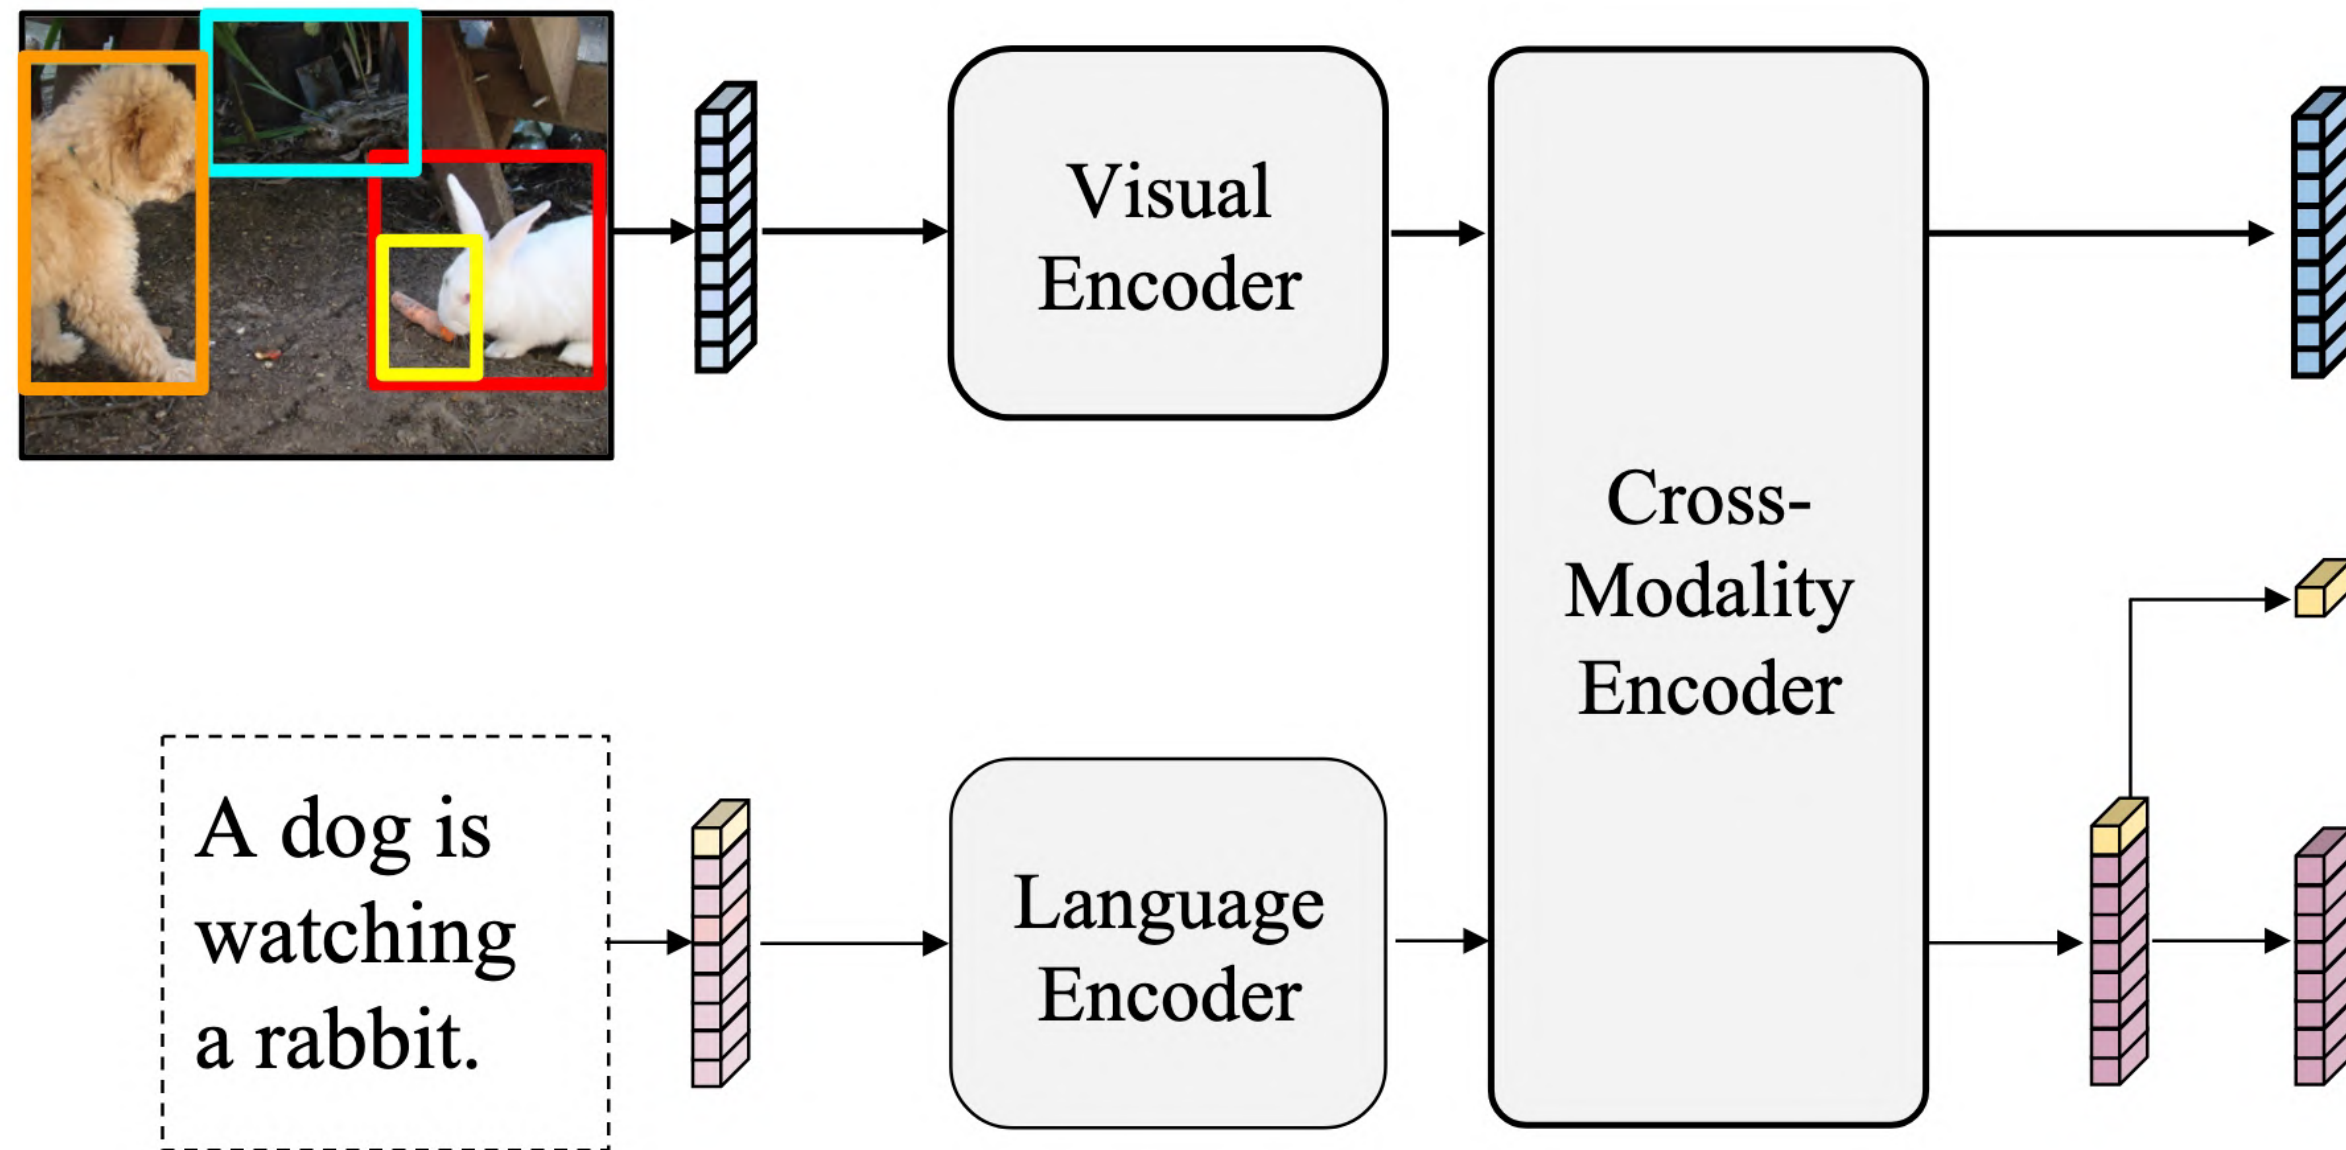 Visual
Encoder
Cross-
Modality
Encoder
A dog is
watching
a rabbit.
Language
Encoder